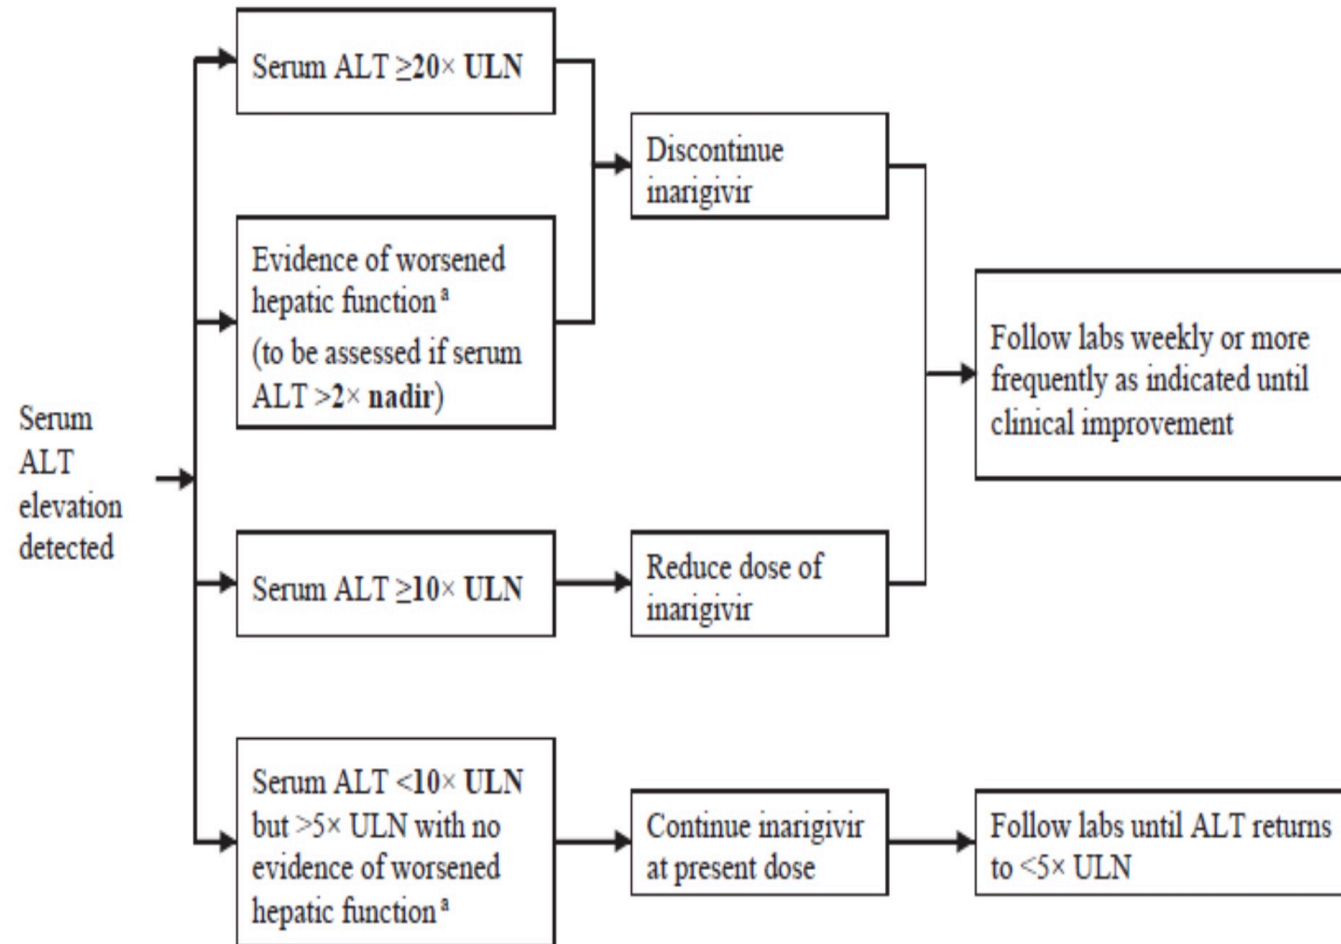 Serum
ALT
elevation
detected
Serum ALT ≥20× ULN
Evidence of worsened
hepatic function a
(to be assessed if serum
ALT >2× nadir)
Serum ALT ≥10× ULN
Serum ALT <10× ULN
but >5× ULN with no
evidence of worsened
hepatic function a
Discontinue
inarigivir
Reduce dose of
inarigivir
Continue inarigivir
at present dose
Follow labs weekly or more
frequently as indicated until
clinical improvement
Follow labs until ALT returns
to <5× ULN